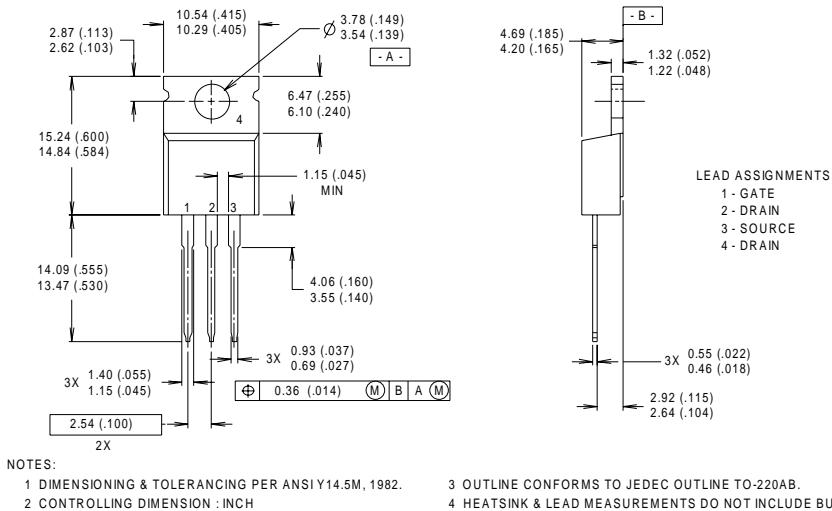 10.54 (.415)
10.29 (.405)
2.87 (.113)
2.62 (.103)
Ø 3.78 (.149)
3.54 (.139)
- A -
6.47 (.255)
6.10 (.240)
4
15.24 (.600)
14.84 (.584)
1.15 (.045)
MIN
1 2 3
14.09 (.555)
13.47 (.530)
4.06 (.160)
3.55 (.140)
3X 0.93 (.037)
0.69 (.027)
3X 1.40 (.055)
1.15 (.045)
⌖ 0.36 (.014) Ⓜ B A Ⓜ
2.54 (.100)
2X
- B -
4.69 (.185)
4.20 (.165)
1.32 (.052)
1.22 (.048)
LEAD ASSIGNMENTS
1 - GATE
2 - DRAIN
3 - SOURCE
4 - DRAIN
3X 0.55 (.022)
0.46 (.018)
2.92 (.115)
2.64 (.104)
NOTES:
1 DIMENSIONING & TOLERANCING PER ANSI Y14.5M, 1982.
2 CONTROLLING DIMENSION : INCH
3 OUTLINE CONFORMS TO JEDEC OUTLINE TO-220AB.
4 HEATSINK & LEAD MEASUREMENTS DO NOT INCLUDE